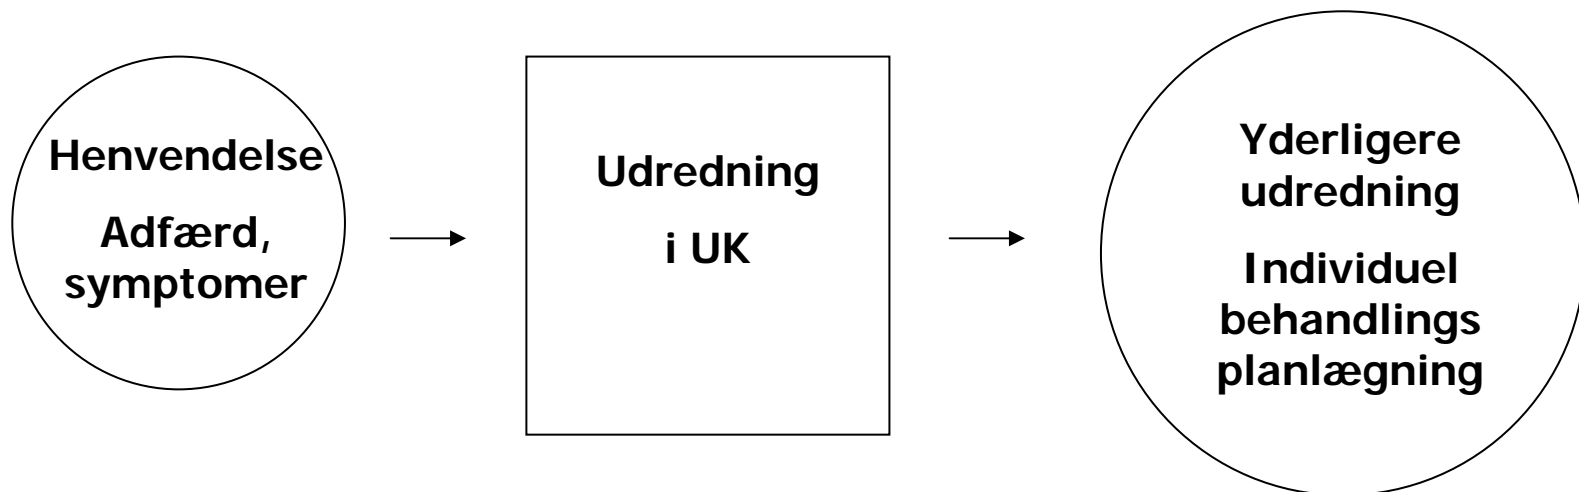 Henvendelse
Adfærd,
symptomer
Udredning
i UK
Yderligere
udredning
Individuel
behandlings
planlægning